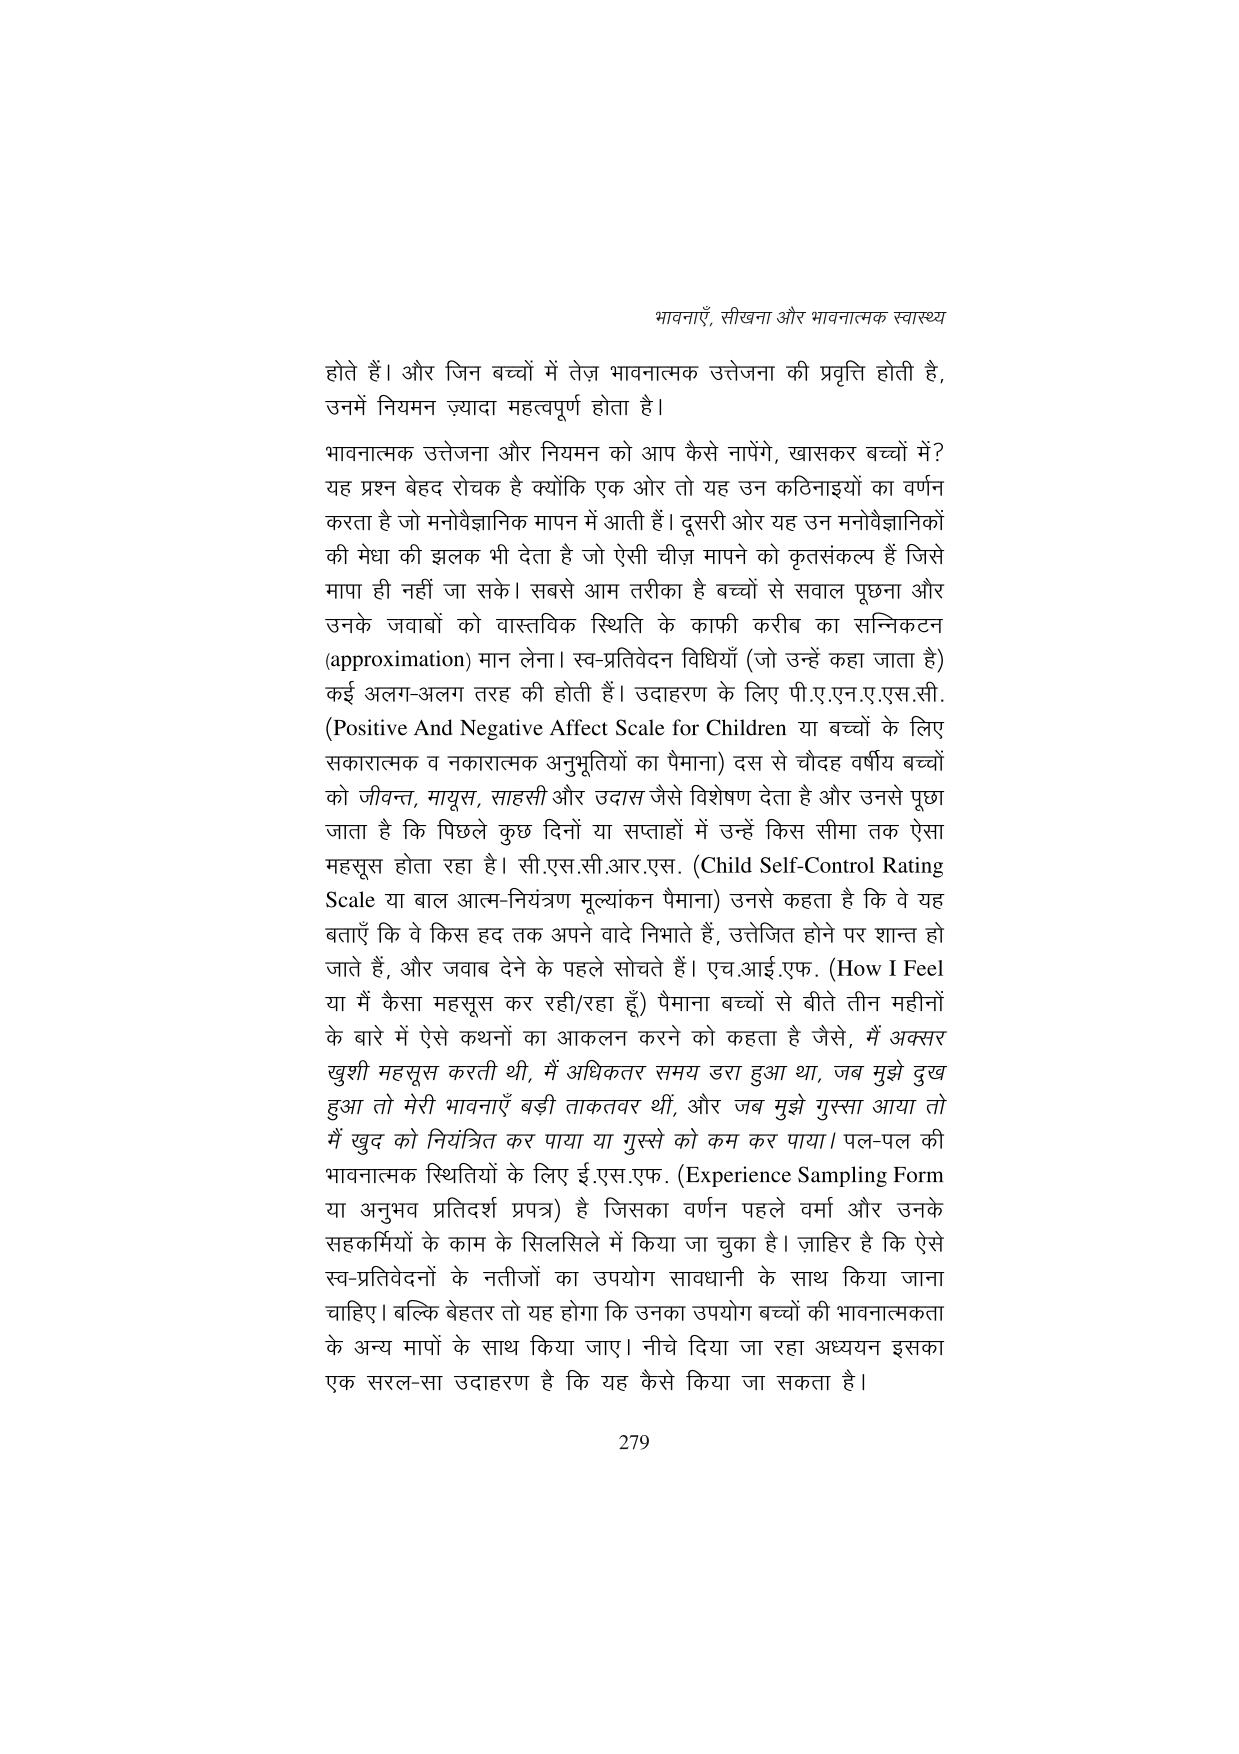 भावनाएँ, सीखना और भावनात्मक स्वास्थ्य
होते हैं। और जिन बच्चों में तेज़ भावनात्मक उत्तेजना की प्रवृत्ति होती है,
उनमें नियमन ज़्यादा महत्वपूर्ण होता है।
भावनात्मक उत्तेजना और नियमन को आप कैसे नापेंगे, खासकर बच्चों में?
यह प्रश्न बेहद रोचक है क्योंकि एक ओर तो यह उन कठिनाइयों का वर्णन
करता है जो मनोवैज्ञानिक मापन में आती हैं। दूसरी ओर यह उन मनोवैज्ञानिकों
की मेधा की झलक भी देता है जो ऐसी चीज़ मापने को कृतसंकल्प हैं जिसे
मापा ही नहीं जा सके। सबसे आम तरीका है बच्चों से सवाल पूछना और
उनके जवाबों को वास्तविक स्थिति के काफी करीब का सन्निकटन
(approximation) मान लेना। स्व-प्रतिवेदन विधियाँ (जो उन्हें कहा जाता है)
कई अलग-अलग तरह की होती हैं। उदाहरण के लिए पी.ए.एन.ए.एस.सी.
(Positive And Negative Affect Scale for Children या बच्चों के लिए
सकारात्मक व नकारात्मक अनुभूतियों का पैमाना) दस से चौदह वर्षीय बच्चों
को जीवन्त, मायूस, साहसी और उदास जैसे विशेषण देता है और उनसे पूछा
जाता है कि पिछले कुछ दिनों या सप्ताहों में उन्हें किस सीमा तक ऐसा
महसूस होता रहा है। सी.एस.सी.आर.एस. (Child Self-Control Rating
Scale या बाल आत्म-नियंत्रण मूल्यांकन पैमाना) उनसे कहता है कि वे यह
बताएँ कि वे किस हद तक अपने वादे निभाते हैं, उत्तेजित होने पर शान्त हो
जाते हैं, और जवाब देने के पहले सोचते हैं। एच.आई.एफ. (How I Feel
या मैं कैसा महसूस कर रही/रहा हूँ) पैमाना बच्चों से बीते तीन महीनों
के बारे में ऐसे कथनों का आकलन करने को कहता है जैसे, मैं अक्सर
खुशी महसूस करती थी, मैं अधिकतर समय डरा हुआ था, जब मुझे दुख
हुआ तो मेरी भावनाएँ बड़ी ताकतवर थीं, और जब मुझे गुस्सा आया तो
मैं खुद को नियंत्रित कर पाया या गुस्से को कम कर पाया। पल-पल की
भावनात्मक स्थितियों के लिए ई.एस.एफ. (Experience Sampling Form
या अनुभव प्रतिदर्श प्रपत्र) है जिसका वर्णन पहले वर्मा और उनके
सहकर्मियों के काम के सिलसिले में किया जा चुका है। ज़ाहिर है कि ऐसे
स्व-प्रतिवेदनों के नतीजों का उपयोग सावधानी के साथ किया जाना
चाहिए। बल्कि बेहतर तो यह होगा कि उनका उपयोग बच्चों की भावनात्मकता
के अन्य मापों के साथ किया जाए। नीचे दिया जा रहा अध्ययन इसका
एक सरल-सा उदाहरण है कि यह कैसे किया जा सकता है।
279